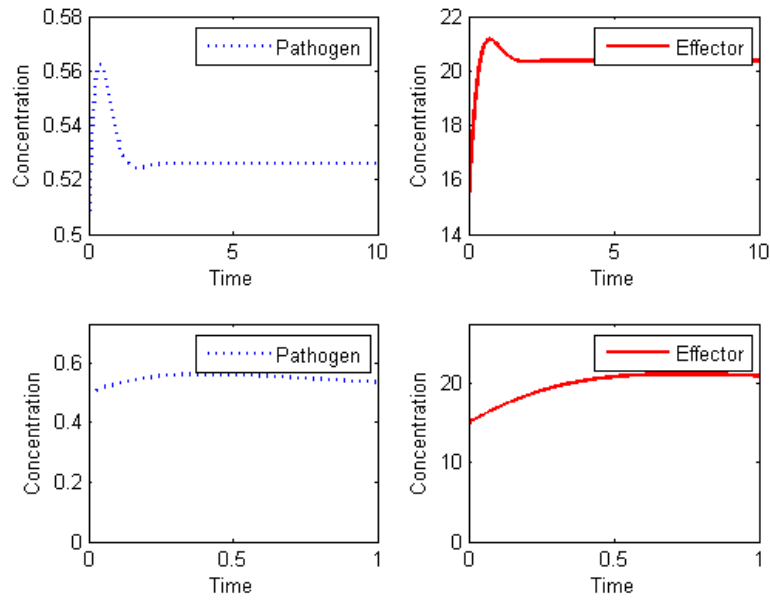 0.58
0.56
0.54
0.52
0.5
Concentration
Pathogen
0
5
10
Time
22
20
18
16
14
Concentration
Effector
0
5
10
Time
0.6
0.4
0.2
0
Concentration
Pathogen
0
0.5
1
Time
20
10
0
Concentration
Effector
0
0.5
1
Time